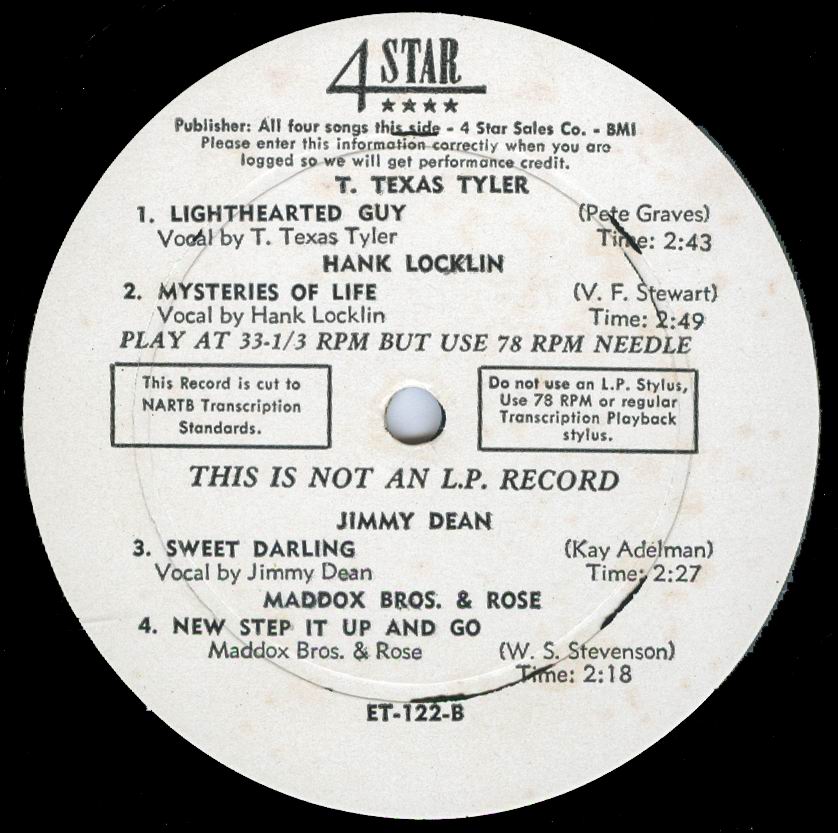 4 STAR
★★★★
Publisher: All four songs this side - 4 Star Sales Co. - BMI
Please enter this information correctly when you are
logged so we will get performance credit.
T. TEXAS TYLER
1. LIGHTHEARTED GUY (Pete Graves)
Vocal by T. Texas Tyler Time: 2:43
HANK LOCKLIN
2. MYSTERIES OF LIFE (V. F. Stewart)
Vocal by Hank Locklin Time: 2:49
PLAY AT 33-1/3 RPM BUT USE 78 RPM NEEDLE
This Record is cut to
NARTB Transcription
Standards.
Do not use an L.P. Stylus,
Use 78 RPM or regular
Transcription Playback
stylus.
THIS IS NOT AN L.P. RECORD
JIMMY DEAN
3. SWEET DARLING (Kay Adelman)
Vocal by Jimmy Dean Time: 2:27
MADDOX BROS. & ROSE
4. NEW STEP IT UP AND GO
Maddox Bros. & Rose (W. S. Stevenson)
Time: 2:18
ET-122-B